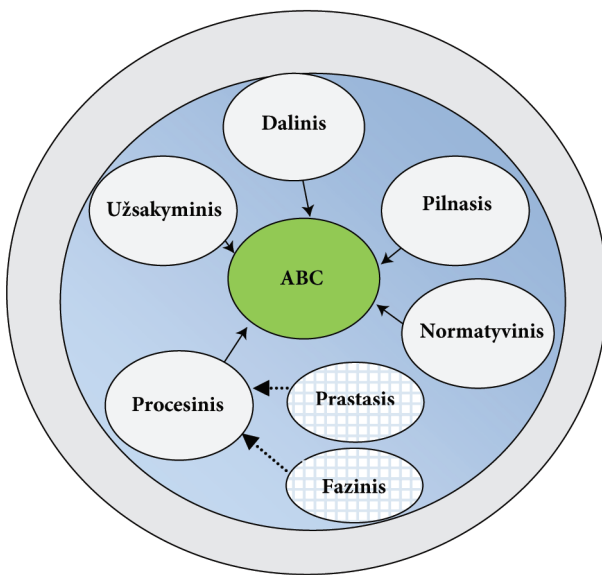 Dalinis
Užsakyminis
Pilnasis
ABC
Normatyvinis
Procesinis
Prastasis
Fazinis